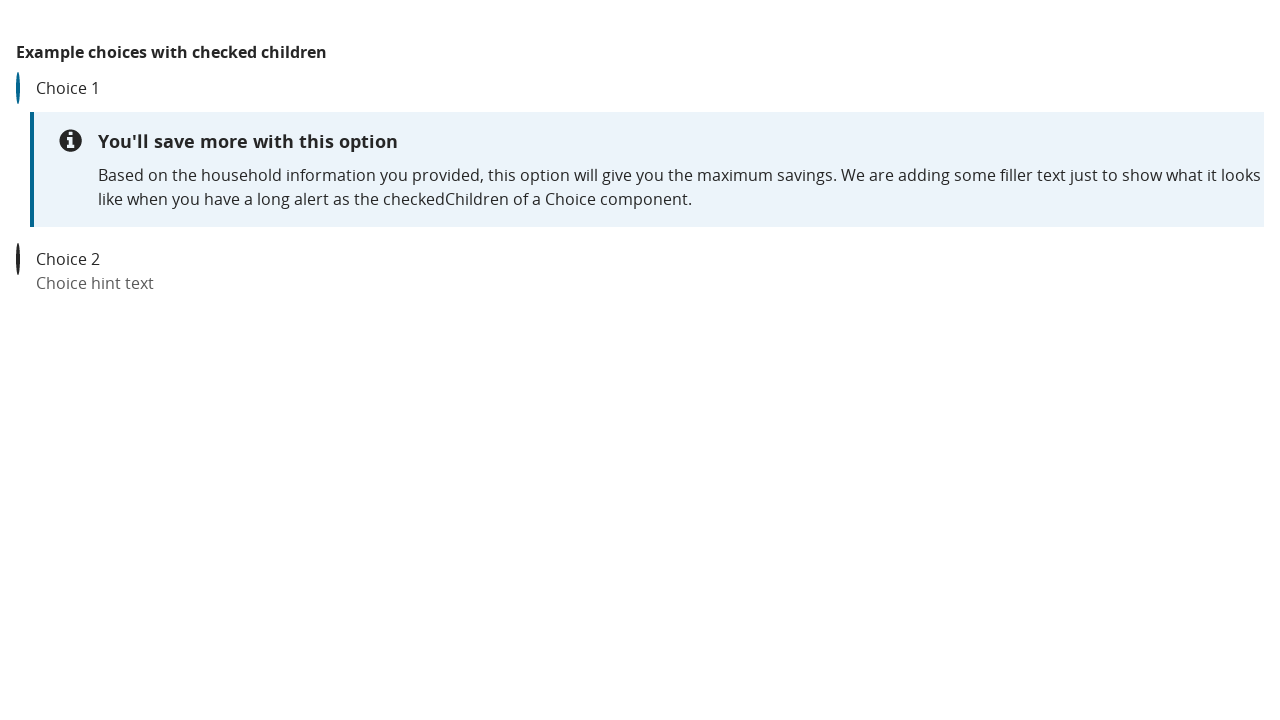 Example choices with checked children
Choice 1
You'll save more with this option
Based on the household information you provided, this option will give you the maximum savings. We are adding some filler text just to show what it looks
like when you have a long alert as the checkedChildren of a Choice component.
Choice 2
Choice hint text